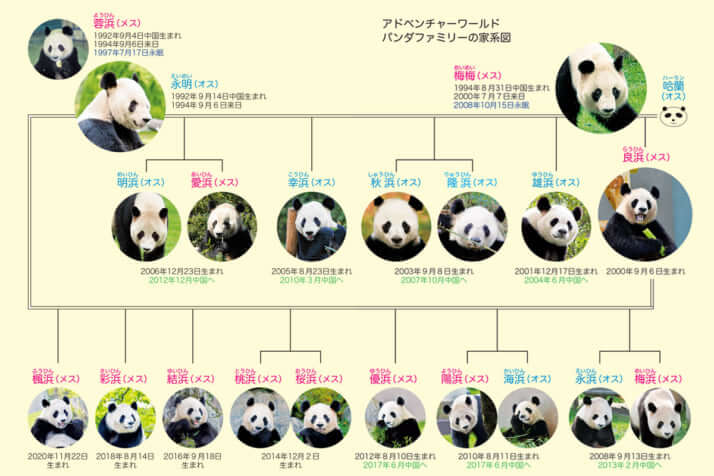 ようひん
蓉浜（メス）
1992年9月4日中国生まれ
1994年9月6日来日
1997年7月17日永眠
えいめい
永明（オス）
1992年9月14日中国生まれ
1994年9月6日来日
アドベンチャーワールド
パンダファミリーの家系図
めいめい
梅梅（メス）
1994年8月31日中国生まれ
2000年7月7日来日
2008年10月15日永眠
ハーラン
哈蘭
（オス）
らうひん
良浜（メス）
2000年9月6日生まれ
めいひん
明浜（オス）
あいひん
愛浜（メス）
2006年12月23日生まれ
2012年12月中国へ
こうひん
幸浜（オス）
2005年8月23日生まれ
2010年3月中国へ
しゅうひん
秋浜（オス）
りゅうひん
隆浜（オス）
2003年9月8日生まれ
2007年10月中国へ
ゆうひん
雄浜（オス）
2001年12月17日生まれ
2004年6月中国へ
ふうひん
楓浜（メス）
2020年11月22日
生まれ
さいひん
彩浜（メス）
2018年8月14日
生まれ
ゆいひん
結浜（メス）
2016年9月18日
生まれ
とうひん
桃浜（メス）
おうひん
桜浜（メス）
2014年12月2日
生まれ
ゆうひん
優浜（メス）
2012年8月10日生まれ
2017年6月中国へ
ようひん
陽浜（メス）
かいひん
海浜（オス）
2010年8月11日生まれ
2017年6月中国へ
えいひん
永浜（オス）
めいひん
梅浜（メス）
2008年9月13日生まれ
2013年2月中国へ